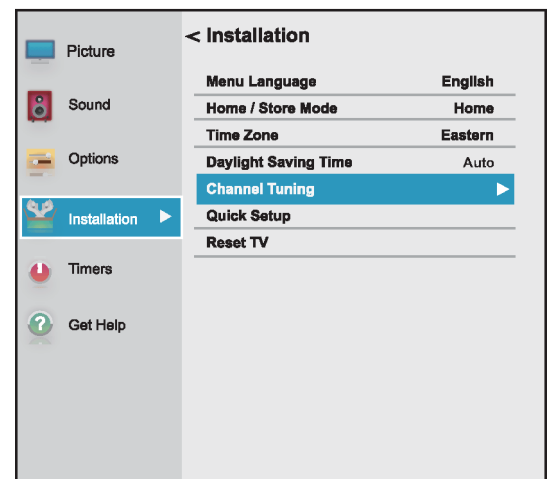 Picture
Sound
Options
Installation
Timers
Get Help
< Installation
Menu Language English
Home / Store Mode Home
Time Zone Eastern
Daylight Saving Time Auto
Channel Tuning
Quick Setup
Reset TV